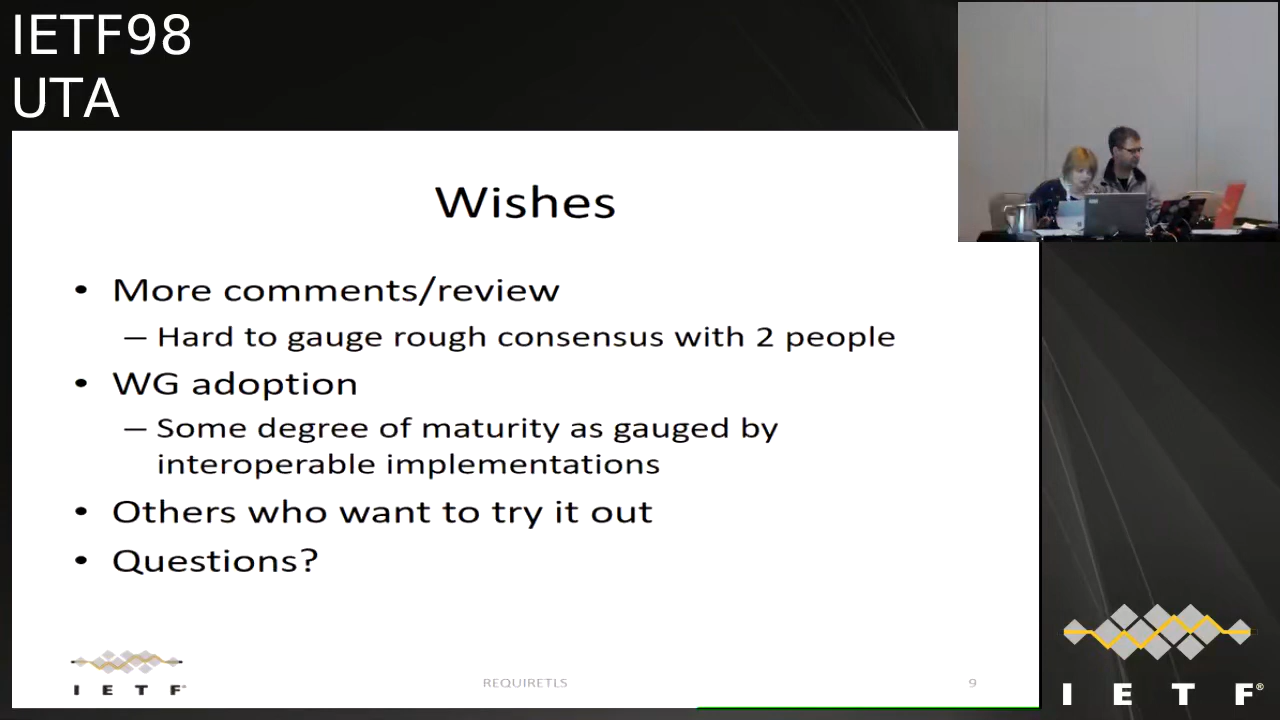 IETF98
UTA
Wishes
• More comments/review
– Hard to gauge rough consensus with 2 people
• WG adoption
– Some degree of maturity as gauged by
interoperable implementations
• Others who want to try it out
• Questions?
I E T F®
REQUIRETLS
9
I E T F®